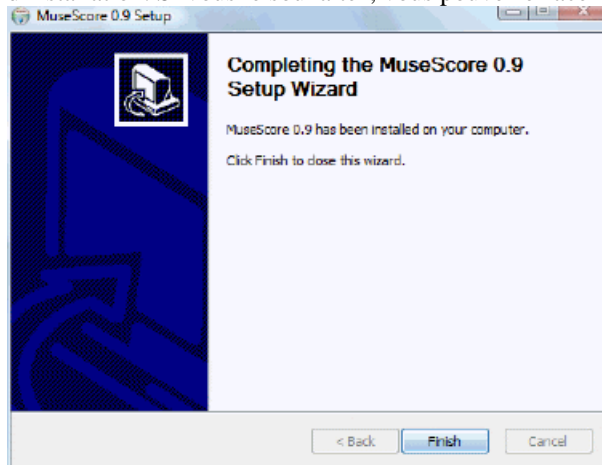 MuseScore 0.9 Setup
Completing the MuseScore 0.9
Setup Wizard
MuseScore 0.9 has been installed on your computer.
Click Finish to close this wizard.
< Back
Finish
Cancel